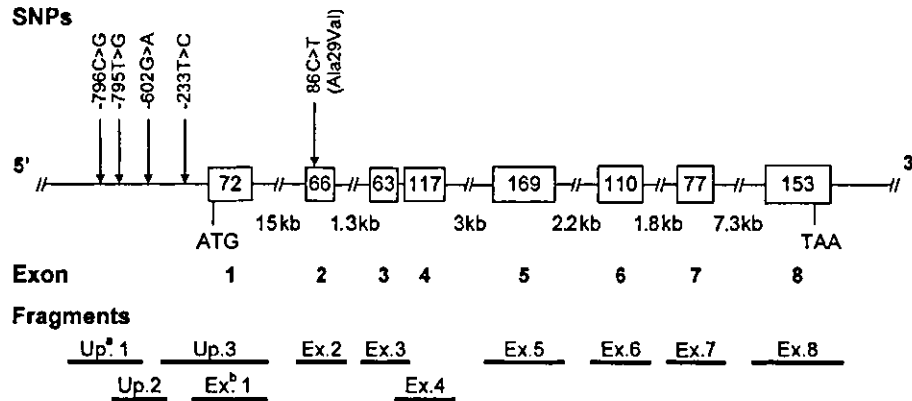 SNPs
-796C>G
-795T>G
-602G>A
-233T>C
86C>T
(Ala29Val)
5' 72 66 63 117 169 110 77 153 3
15kb 1.3kb 3kb 2.2kb 1.8kb 7.3kb
ATG TAA
Exon 1 2 3 4 5 6 7 8
Fragments
Up.ᵃ 1 Up.3 Ex.2 Ex.3 Ex.5 Ex.6 Ex.7 Ex.8
Up.2 Ex.ᵇ 1 Ex.4